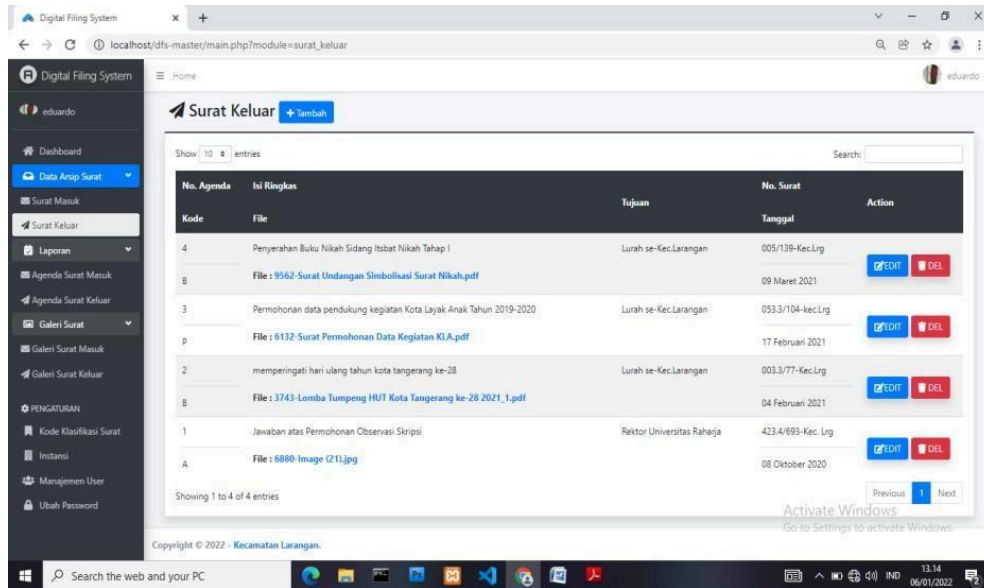 Digital Filing System
localhost/dfs-master/main.php?module=surat_keluar
Digital Filing System
Home
eduardo
eduardo
Dashboard
Data Arsip Surat
Surat Masuk
Surat Keluar
Laporan
Agenda Surat Masuk
Agenda Surat Keluar
Galeri Surat
Galeri Surat Masuk
Galeri Surat Keluar
PENGATURAN
Kode Klasifikasi Surat
Instansi
Manajemen User
Ubah Password
Surat Keluar + Tambah
Show 10 entries Search:
No. Agenda Isi Ringkas Tujuan No. Surat Action
Kode File Tanggal
4 Penyerahan Buku Nikah Sidang Itsbat Nikah Tahap I Lurah se-Kec.Larangan 005/139-Kec.Lrg EDIT DEL
B File : 9562-Surat Undangan Simbolisasi Surat Nikah.pdf 09 Maret 2021
3 Permohonan data pendukung kegiatan Kota Layak Anak Tahun 2019-2020 Lurah se-Kec.Larangan 053.3/104-kec.Lrg EDIT DEL
P File : 6132-Surat Permohonan Data Kegiatan KLA.pdf 17 Februari 2021
2 memperingati hari ulang tahun kota tangerang ke-28 Lurah se-Kec.Larangan 003.3/77-Kec.Lrg EDIT DEL
B File : 3743-Lomba Tumpeng HUT Kota Tangerang ke-28 2021_1.pdf 04 Februari 2021
1 Jawaban atas Permohonan Observasi Skripsi Rektor Universitas Raharja 423.4/693-Kec. Lrg EDIT DEL
A File : 6880-Image (21).jpg 08 Oktober 2020
Showing 1 to 4 of 4 entries Previous 1 Next
Activate Windows
Go to Settings to activate Windows.
Copyright © 2022 - Kecamatan Larangan.
Search the web and your PC
IND
13.14
06/01/2022